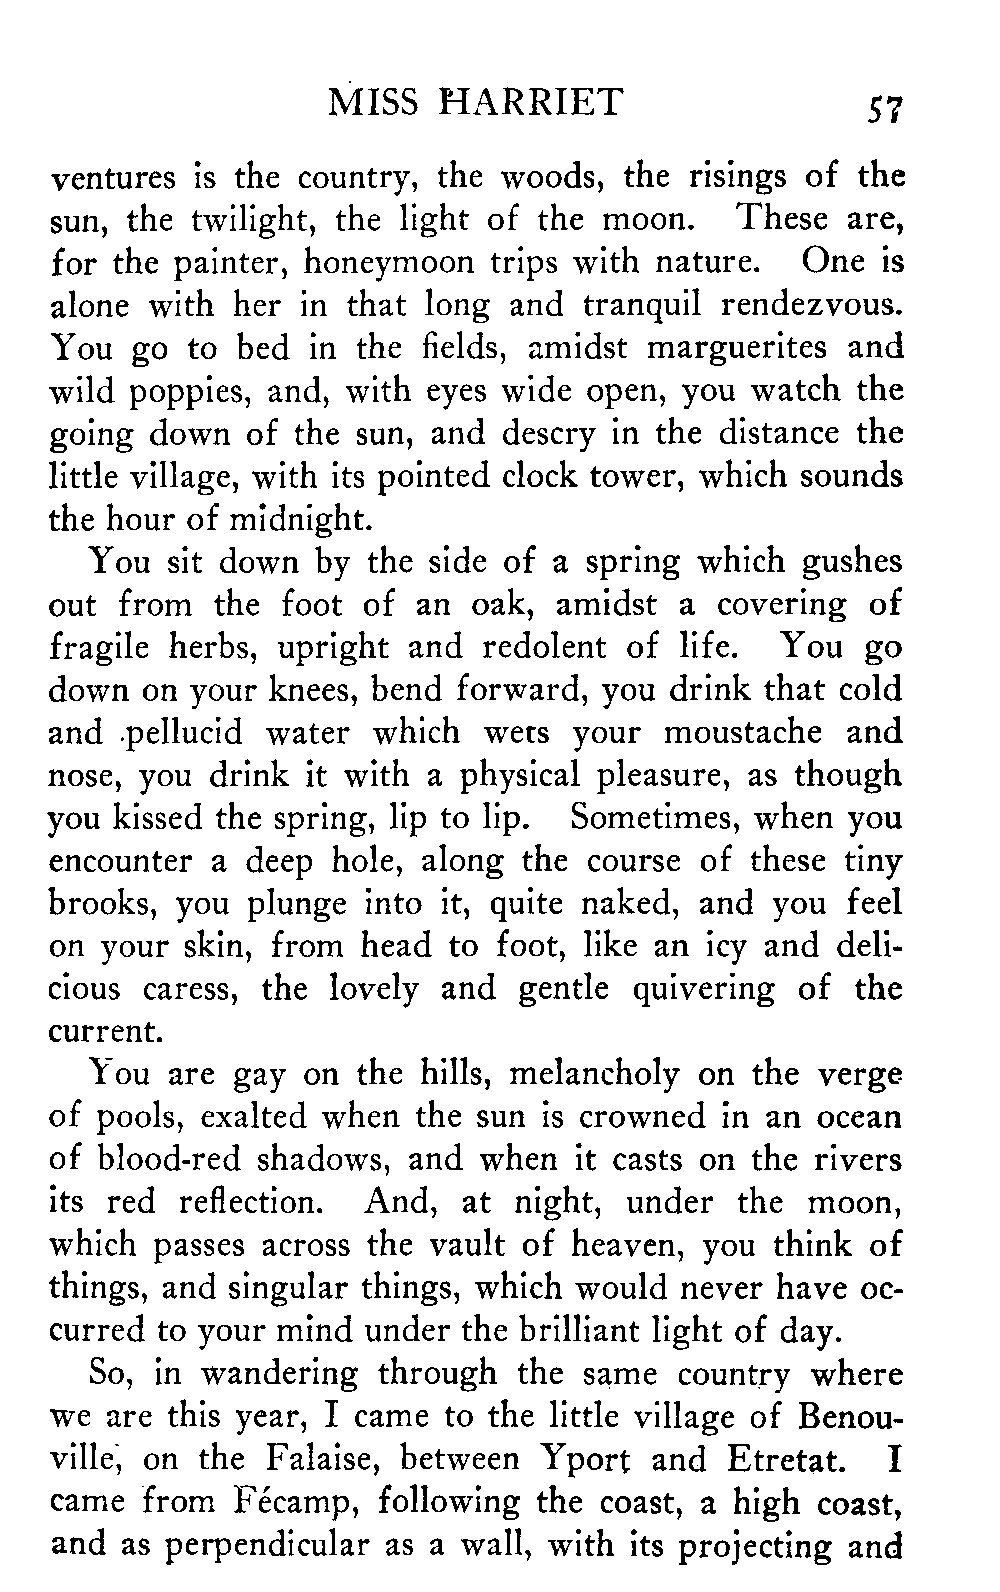 MISS HARRIET 57
ventures is the country, the woods, the risings of the
sun, the twilight, the light of the moon. These are,
for the painter, honeymoon trips with nature. One is
alone with her in that long and tranquil rendezvous.
You go to bed in the fields, amidst marguerites and
wild poppies, and, with eyes wide open, you watch the
going down of the sun, and descry in the distance the
little village, with its pointed clock tower, which sounds
the hour of midnight.
You sit down by the side of a spring which gushes
out from the foot of an oak, amidst a covering of
fragile herbs, upright and redolent of life. You go
down on your knees, bend forward, you drink that cold
and pellucid water which wets your moustache and
nose, you drink it with a physical pleasure, as though
you kissed the spring, lip to lip. Sometimes, when you
encounter a deep hole, along the course of these tiny
brooks, you plunge into it, quite naked, and you feel
on your skin, from head to foot, like an icy and deli-
cious caress, the lovely and gentle quivering of the
current.
You are gay on the hills, melancholy on the verge
of pools, exalted when the sun is crowned in an ocean
of blood-red shadows, and when it casts on the rivers
its red reflection. And, at night, under the moon,
which passes across the vault of heaven, you think of
things, and singular things, which would never have oc-
curred to your mind under the brilliant light of day.
So, in wandering through the same country where
we are this year, I came to the little village of Benou-
ville, on the Falaise, between Yport and Etretat. I
came from Fécamp, following the coast, a high coast,
and as perpendicular as a wall, with its projecting and